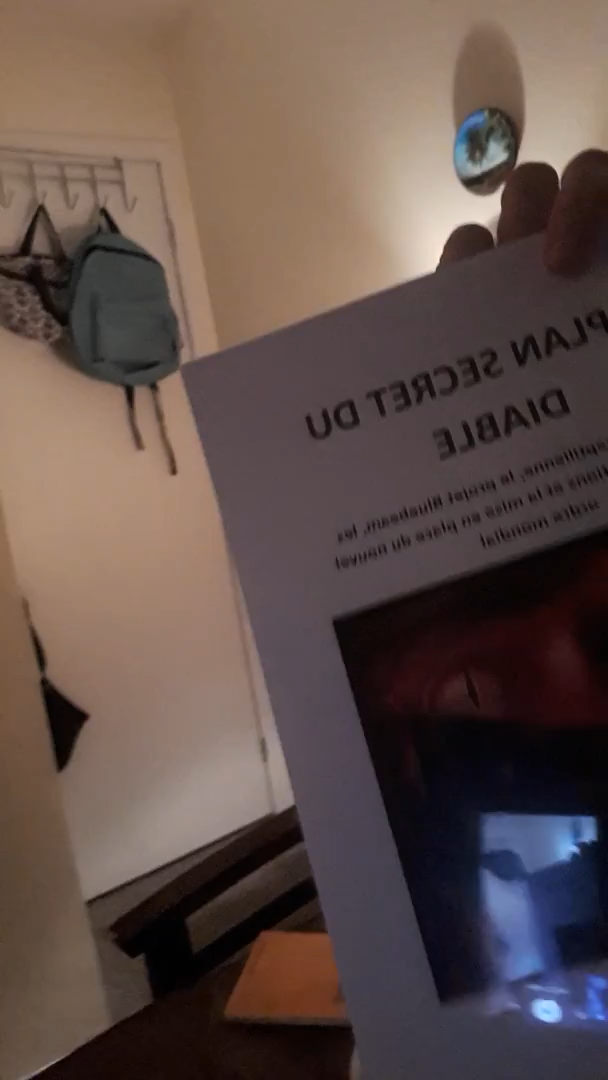 PLAN SECRET DU
DIABLE
le projet Bluebeam, les
et la mise en place du nouvel
ordre mondial